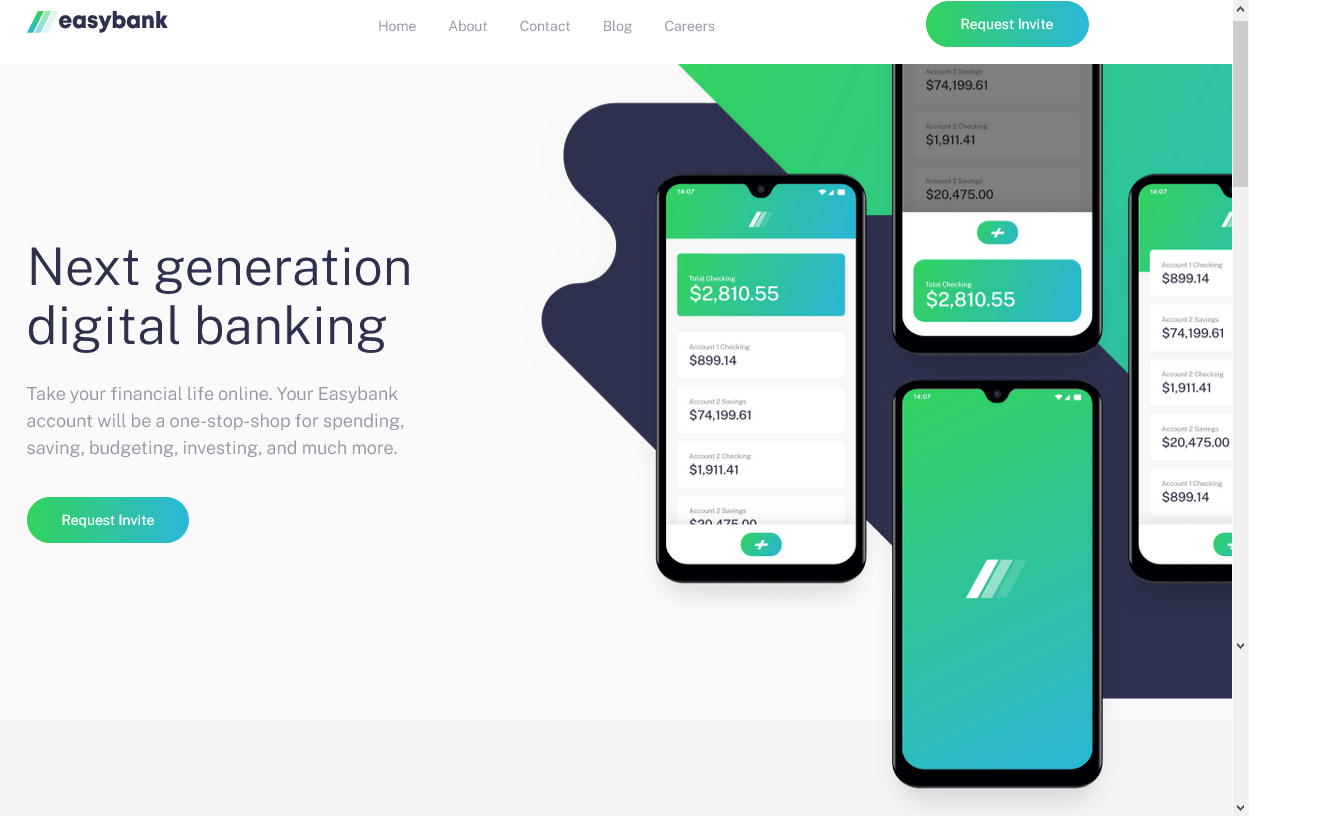 easybank
Home About Contact Blog Careers
Request Invite
Next generation
digital banking
Take your financial life online. Your Easybank
account will be a one-stop-shop for spending,
saving, budgeting, investing, and much more.
Request Invite
14:07
Total Checking
$2,810.55
Account 1 Checking
$899.14
Account 2 Savings
$74,199.61
Account 2 Checking
$1,911.41
Account 2 Savings
$20,475.00
Account 2 Savings
$74,199.61
Account 2 Checking
$1,911.41
Account 2 Savings
$20,475.00
Total Checking
$2,810.55
14:07
14:07
Account 1 Checking
$899.14
Account 2 Savings
$74,199.61
Account 2 Checking
$1,911.41
Account 2 Savings
$20,475.00
Account 1 Checking
$899.14